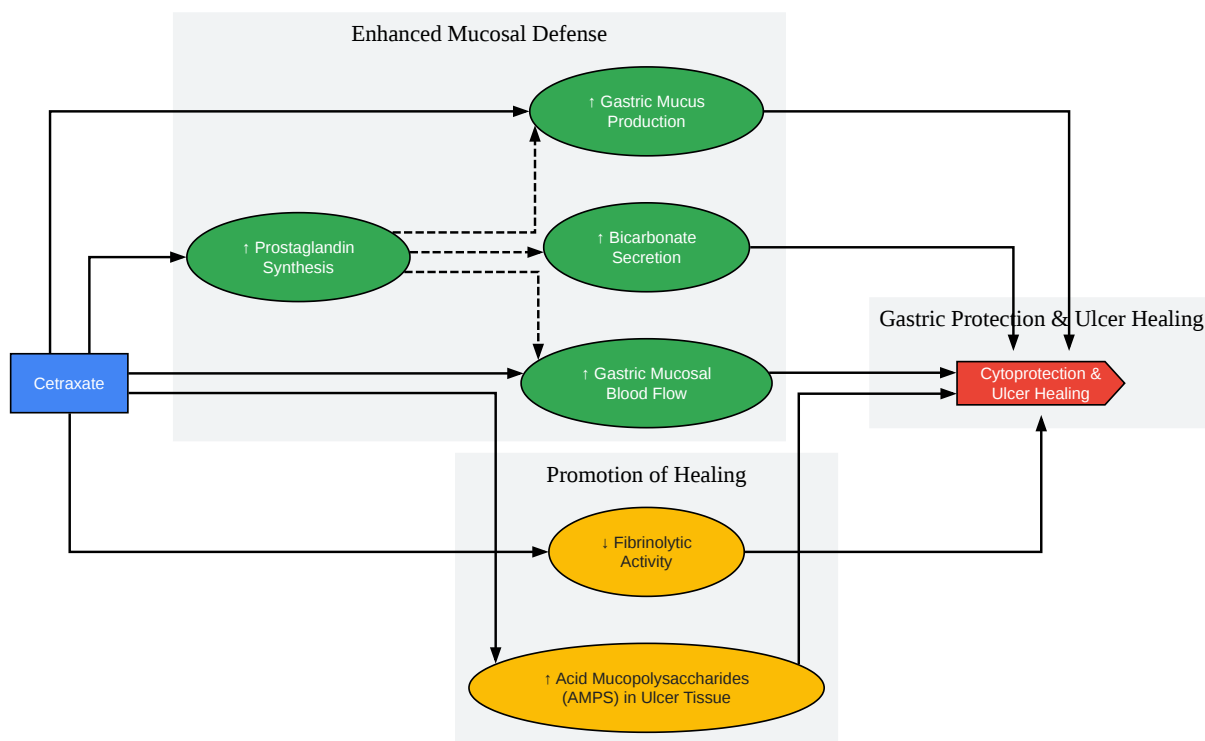 Enhanced Mucosal Defense
↑ Gastric Mucus
Production
↑ Prostaglandin
Synthesis
↑ Bicarbonate
Secretion
Gastric Protection & Ulcer Healing
Cetraxate
↑ Gastric Mucosal
Blood Flow
Cytoprotection &
Ulcer Healing
Promotion of Healing
↓ Fibrinolytic
Activity
↑ Acid Mucopolysaccharides
(AMPS) in Ulcer Tissue